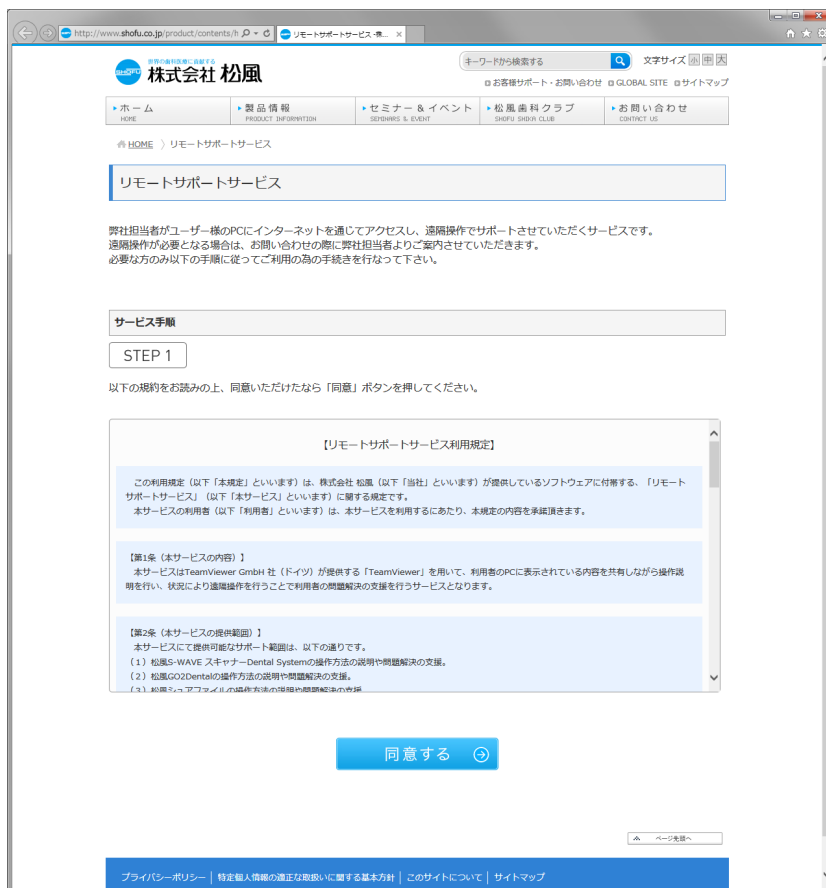 http://www.shofu.co.jp/product/contents/h
リモートサポートサービス -株...
世界の歯科医療に貢献する
SHOFU
株式会社 松風
キーワードから検索する
文字サイズ 小 中 大
お客様サポート・お問い合わせ GLOBAL SITE サイトマップ
ホーム
HOME
製品情報
PRODUCT INFORMATION
セミナー & イベント
SEMINARS & EVENT
松風歯科クラブ
SHOFU SHIKA CLUB
お問い合わせ
CONTACT US
HOME 〉 リモートサポートサービス
リモートサポートサービス
弊社担当者がユーザー様のPCにインターネットを通じてアクセスし、遠隔操作でサポートさせていただくサービスです。
遠隔操作が必要となる場合は、お問い合わせの際に弊社担当者よりご案内させていただきます。
必要な方のみ以下の手順に従ってご利用の為の手続きを行なって下さい。
サービス手順
STEP 1
以下の規約をお読みの上、同意いただけたなら「同意」ボタンを押してください。
【リモートサポートサービス利用規定】
この利用規定（以下「本規定」といいます）は、株式会社 松風（以下「当社」といいます）が提供しているソフトウェアに付帯する、「リモート
サポートサービス」（以下「本サービス」といいます）に関する規定です。
本サービスの利用者（以下「利用者」といいます）は、本サービスを利用するにあたり、本規定の内容を承諾頂きます。
【第1条（本サービスの内容）】
本サービスはTeamViewer GmbH 社（ドイツ）が提供する「TeamViewer」を用いて、利用者のPCに表示されている内容を共有しながら操作説
明を行い、状況により遠隔操作を行うことで利用者の問題解決の支援を行うサービスとなります。
【第2条（本サービスの提供範囲）】
本サービスにて提供可能なサポート範囲は、以下の通りです。
（１）松風S-WAVE スキャナーDental Systemの操作方法の説明や問題解決の支援。
（２）松風GO2Dentalの操作方法の説明や問題解決の支援。
（３）松風シュアファイルの操作方法の説明や問題解決の支援。
同意する
ページ先頭へ
プライバシーポリシー │ 特定個人情報の適正な取扱いに関する基本方針 │ このサイトについて │ サイトマップ